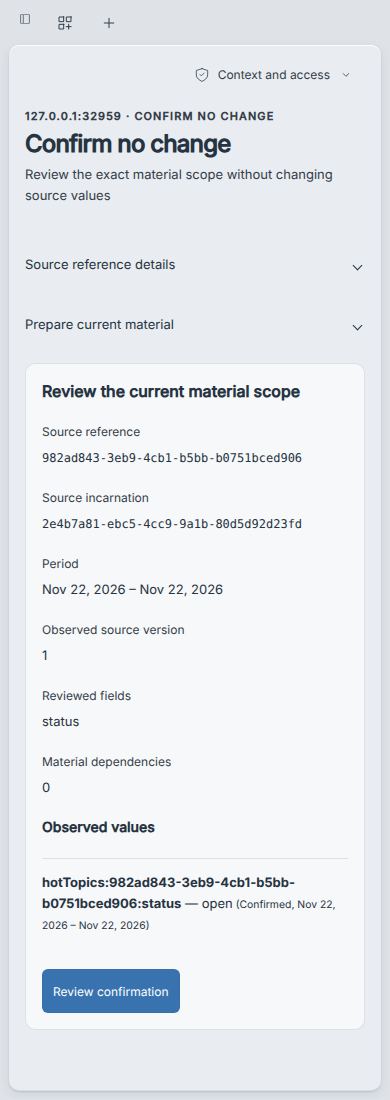 Context and access
127.0.0.1:32959 · CONFIRM NO CHANGE
Confirm no change
Review the exact material scope without changing
source values
Source reference details
Prepare current material
Review the current material scope
Source reference
982ad843-3eb9-4cb1-b5bb-b0751bced906
Source incarnation
2e4b7a81-ebc5-4cc9-9a1b-80d5d92d23fd
Period
Nov 22, 2026 – Nov 22, 2026
Observed source version
1
Reviewed fields
status
Material dependencies
0
Observed values
hotTopics:982ad843-3eb9-4cb1-b5bb-
b0751bced906:status — open (Confirmed, Nov 22,
2026 – Nov 22, 2026)
Review confirmation